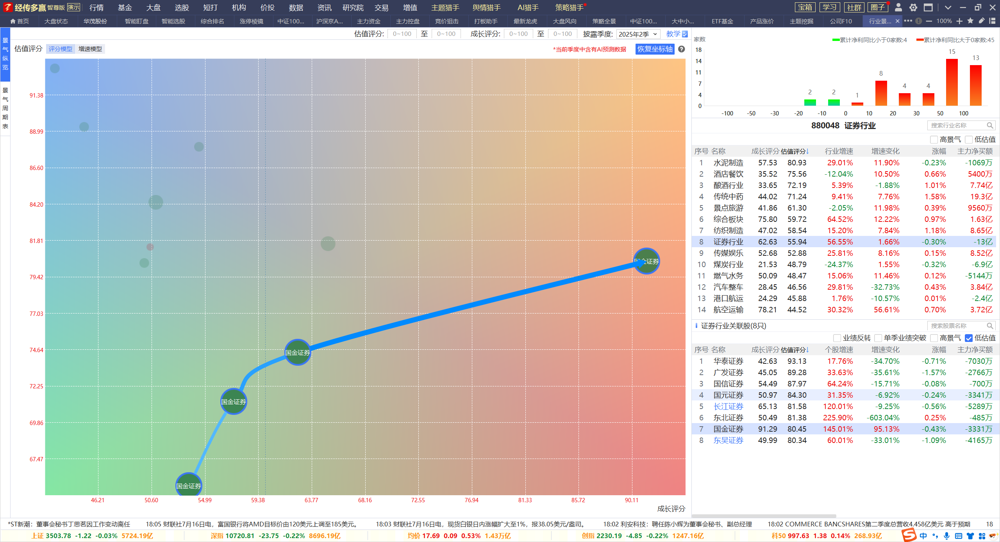 经传多赢 智尊版 演示 行情 基金 大盘 选股 短打 机构 价投 数据 资讯 研究院 交易 增值 主题猎手 舆情猎手 AI猎手 策略猎手 宝箱 学习 社群 圈子
首页 大盘状态 华茂股份 智能盯盘 智能选股 综合排名 涨停棱镜 中证100... 沪深京A... 主力资金 主力控盘 竞价狙击 打板助手 最新龙虎 大盘风向 策略全景 中证100... 大中小... ETF基金 产品涨价 主题挖掘 公司F10 行业景... 100%
景气纵览
景气周期表
估值评分: 0~100 至 0~100 成长评分: 0~100 至 0~100 披露季度: 2025年2季 教学
估值评分 评分模型 增速模型 *当前季度中含有AI预测数据 恢复坐标轴
91.38
88.99
86.60
84.20
81.81
79.42
77.03
74.64
72.25
69.86
67.47
国金证券
国金证券
国金证券
国金证券
46.21 50.60 54.99 59.38 63.77 68.16 72.55 76.94 81.33 85.72 90.11
成长评分
家数
累计净利同比小于0家数:4 累计净利同比大于0家数:45
18
14
11
7
4
0
2 2 1 8 4 4 15 13
-100 -50 -30 -20 -10 0 10 20 30 50 100
880048 证券行业 搜索行业名称
高景气 低估值
序号 名称 成长评分 估值评分↓ 行业增速 增速变化 涨幅 主力净买额
1 水泥制造 57.53 80.93 29.01% 11.90% -0.23% -1069万
2 酒店餐饮 35.52 75.56 -12.04% 10.50% 0.66% 5400万
3 酿酒行业 33.65 72.19 5.39% -1.88% 1.01% 7.74亿
4 传统中药 44.02 71.24 9.41% 7.76% 1.58% 19.3亿
5 景点旅游 41.86 61.30 -2.05% 11.98% 0.39% 9560万
6 综合板块 75.80 59.72 64.52% 12.22% 0.97% 1.63亿
7 纺织制造 47.02 58.54 15.20% 7.84% 1.18% 8.65亿
8 证券行业 62.63 55.94 56.55% 1.66% -0.30% -13亿
9 传媒娱乐 52.68 52.88 25.81% 8.16% 0.15% 8.52亿
10 煤炭行业 21.53 48.79 -24.37% 1.55% -0.32% -6.9亿
11 燃气水务 50.09 48.47 15.06% 11.46% 0.12% -5144万
12 汽车整车 28.45 46.56 29.81% -32.73% 0.43% 3.84亿
13 港口航运 24.29 45.88 1.76% -10.57% 0.01% -2.4亿
14 航空运输 78.21 44.52 30.32% 56.61% 0.70% 3.72亿
证券行业关联股(8只) 搜索股票名称
业绩反转 单季业绩突破 高景气 低估值
序号 名称 成长评分 估值评分↓ 个股增速 增速变化 涨幅 主力净买额
1 华泰证券 42.63 93.13 17.76% -34.70% -0.71% -7030万
2 广发证券 45.05 89.28 33.63% -35.61% -1.57% -2766万
3 国信证券 54.49 87.97 64.24% -15.71% -0.08% -700万
4 国元证券 50.97 84.30 31.35% -6.92% -0.24% -3341万
5 长江证券 65.13 81.58 120.01% -9.25% -0.56% -5289万
6 东北证券 50.49 81.38 225.90% -603.04% 0.25% -485万
7 国金证券 91.29 80.45 145.01% 95.13% -0.43% -3331万
8 东吴证券 49.99 80.34 60.01% -33.01% -1.09% -4165万
*ST新潮：董事会秘书丁思茗因工作变动离任 18:05 财联社7月16日电，富国银行将AMD目标价由120美元上调至185美元。 18:03 财联社7月16日电，现货白银日内涨幅扩大至1%，报38.05美元/盎司。 18:02 利安科技：聘任陈小辉为董事会秘书、副总经理 18:02 COMMERCE BANCSHARES第二季度总营收4.458亿美元 高于预期 18
上证 3503.78 -1.22 -0.03% 5724.19亿 深指 10720.81 -23.75 -0.22% 8696.19亿 均价 17.69 0.09 0.53% 1.43万亿 创指 2230.19 -4.85 -0.22% 1247.16亿 科50 997.63 1.38 0.14% 268.93亿 中